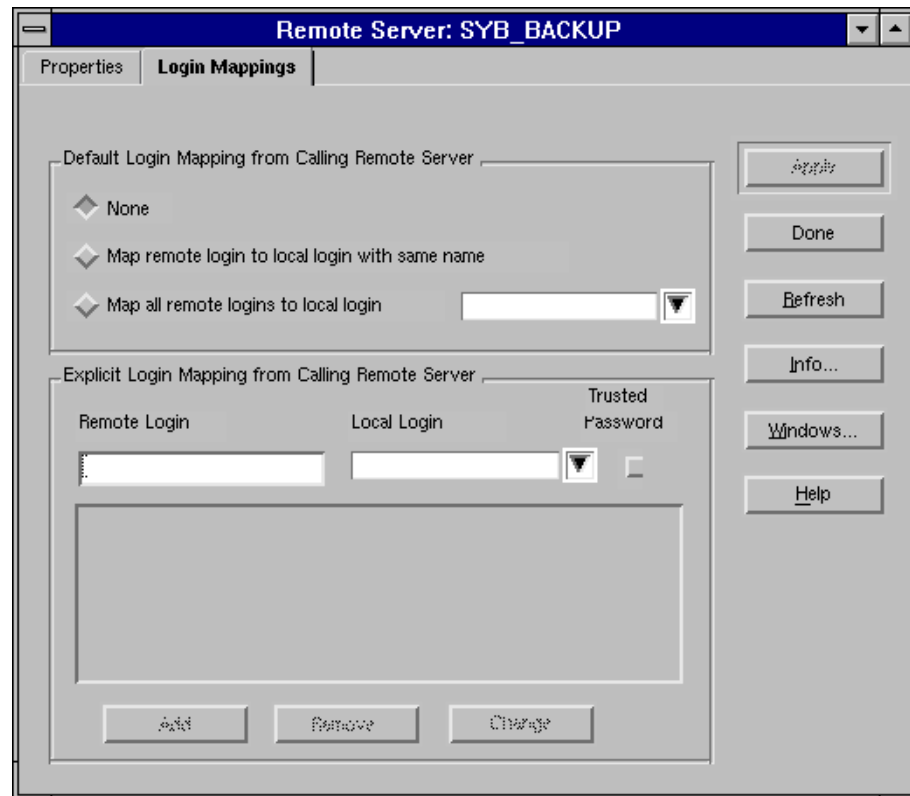 Remote Server: SYB_BACKUP
Properties
Login Mappings
Default Login Mapping from Calling Remote Server
None
Map remote login to local login with same name
Map all remote logins to local login
Explicit Login Mapping from Calling Remote Server
Remote Login
Local Login
Trusted
Password
Add
Remove
Change
Apply
Done
Refresh
Info...
Windows...
Help